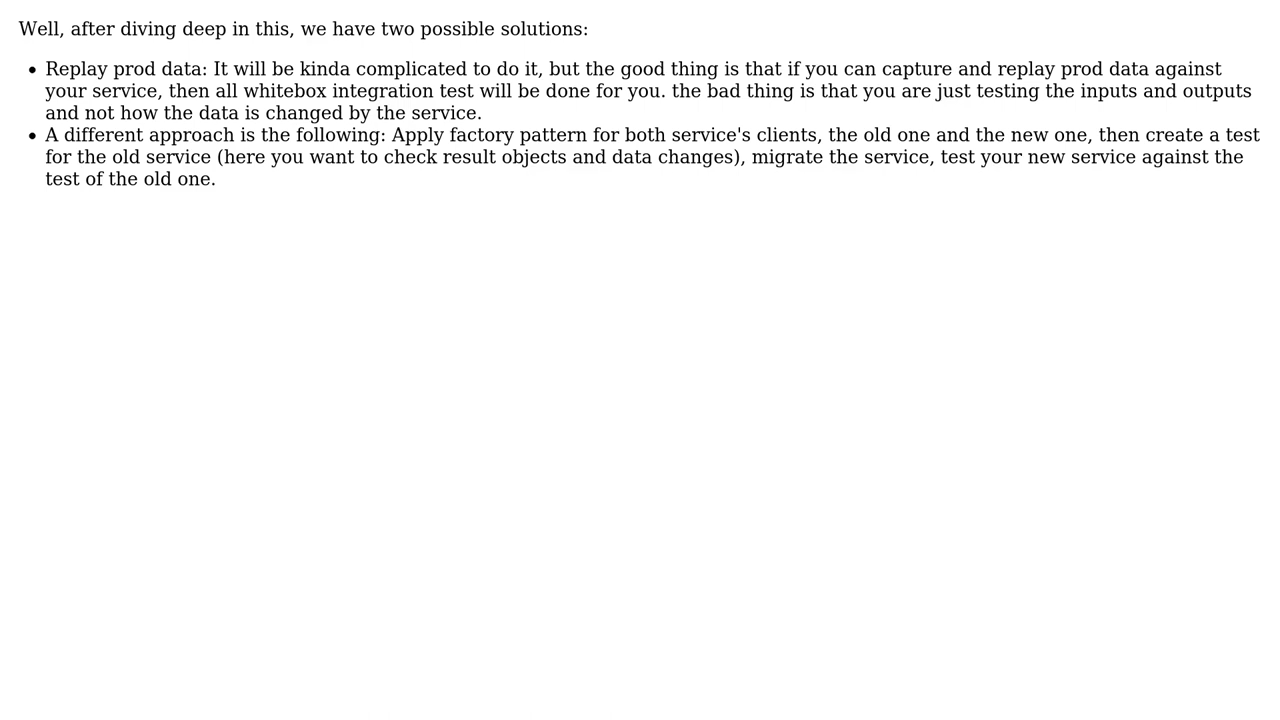 Well, after diving deep in this, we have two possible solutions:
• Replay prod data: It will be kinda complicated to do it, but the good thing is that if you can capture and replay prod data against
your service, then all whitebox integration test will be done for you. the bad thing is that you are just testing the inputs and outputs
and not how the data is changed by the service.
• A different approach is the following: Apply factory pattern for both service's clients, the old one and the new one, then create a test
for the old service (here you want to check result objects and data changes), migrate the service, test your new service against the
test of the old one.